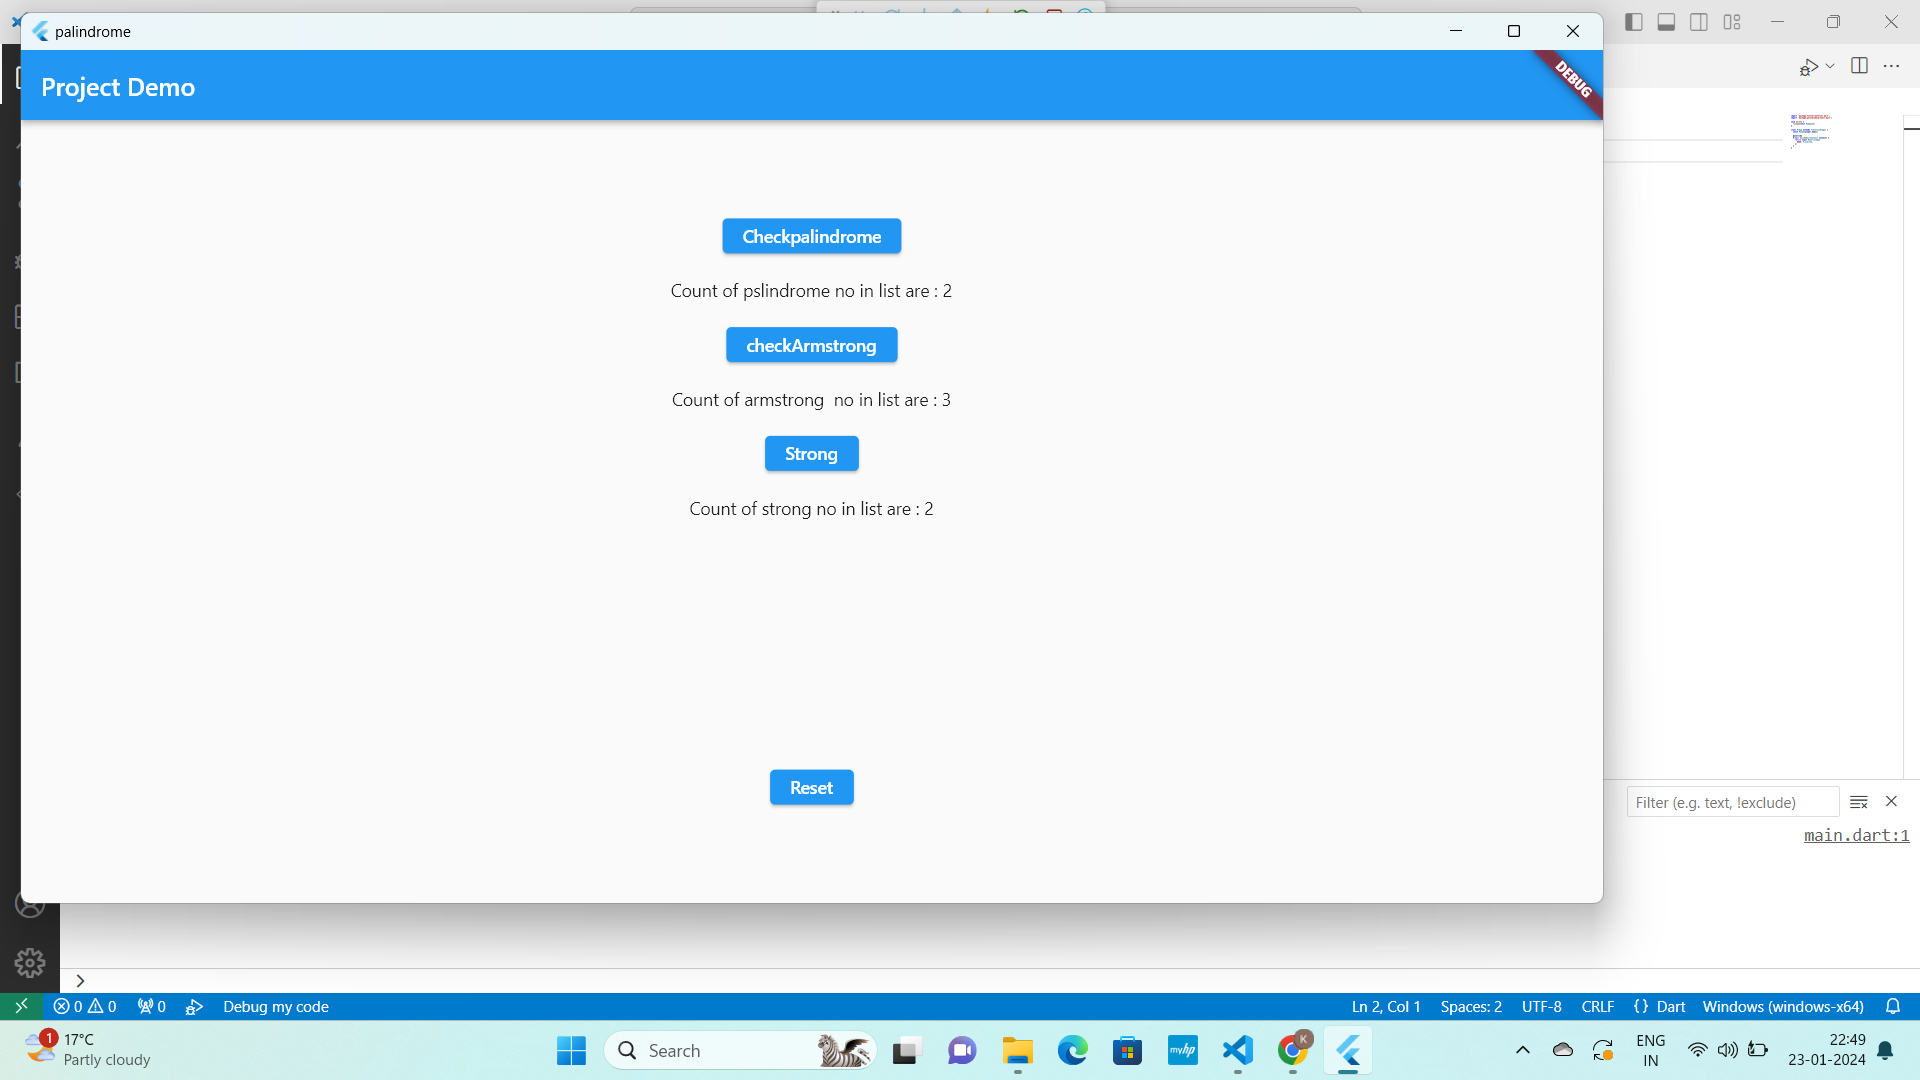 palindrome
Project Demo
DEBUG
Checkpalindrome
Count of pslindrome no in list are : 2
checkArmstrong
Count of armstrong  no in list are : 3
Strong
Count of strong no in list are : 2
Reset
Filter (e.g. text, !exclude)
main.dart:1
0 0 0 Debug my code Ln 2, Col 1 Spaces: 2 UTF-8 CRLF {} Dart Windows (windows-x64)
1
17°C
Partly cloudy
Search
myhp
K
ENG
IN
22:49
23-01-2024